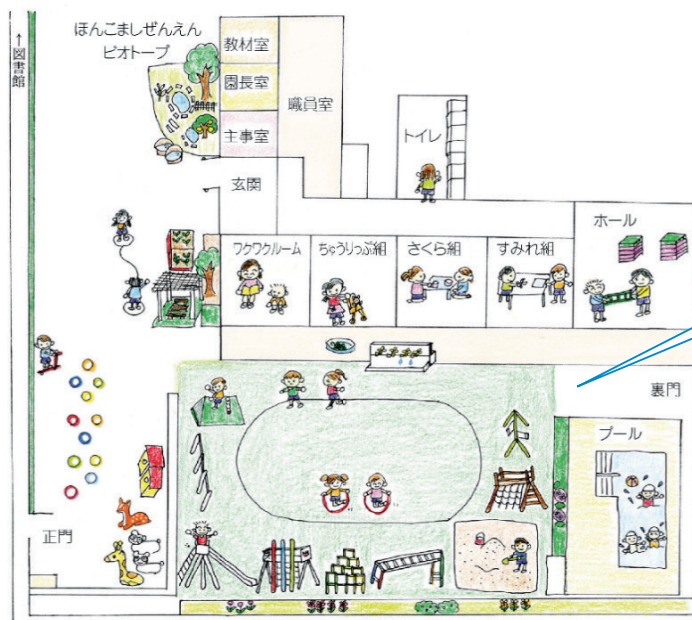 ほんこましぜんえん
ビオトープ
↑図書館
教材室
園長室
職員室
主事室
トイレ
玄関
ホール
ワクワクルーム
ちゅうりっぷ組
さくら組
すみれ組
裏門
プール
正門